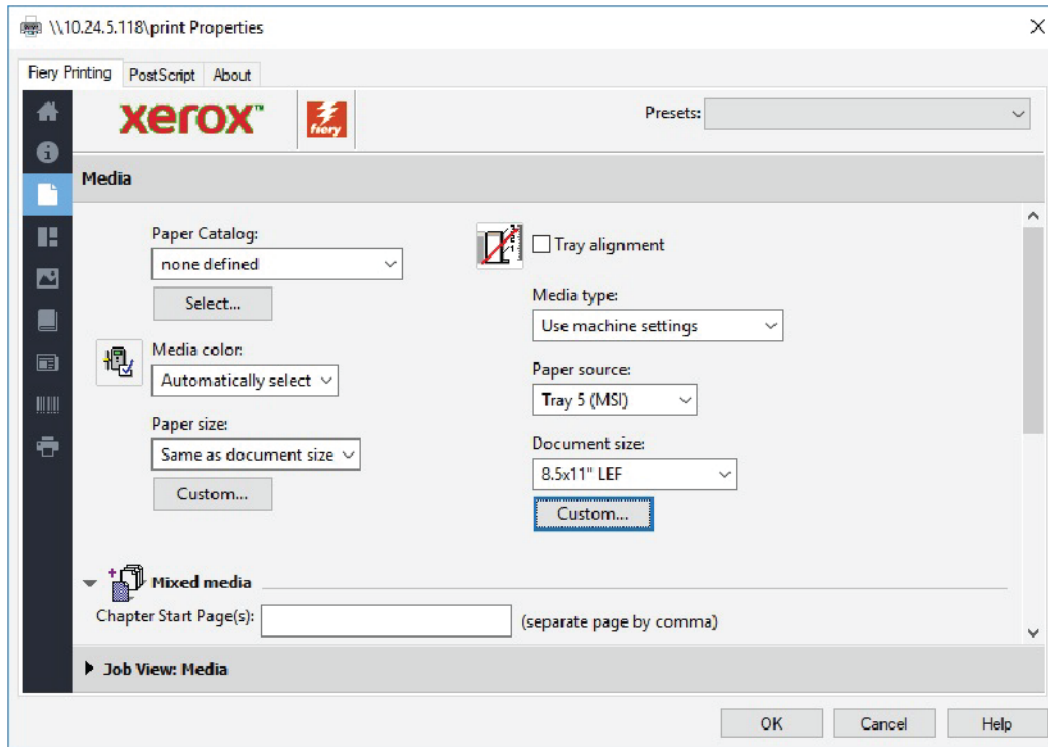 \\10.24.5.118\print Properties
Fiery Printing PostScript About
xerox™ fiery Presets:
Media
Paper Catalog:
none defined
Select...
Media color:
Automatically select
Paper size:
Same as document size
Custom...
Tray alignment
Media type:
Use machine settings
Paper source:
Tray 5 (MSI)
Document size:
8.5x11" LEF
Custom...
Mixed media
Chapter Start Page(s): (separate page by comma)
Job View: Media
OK Cancel Help